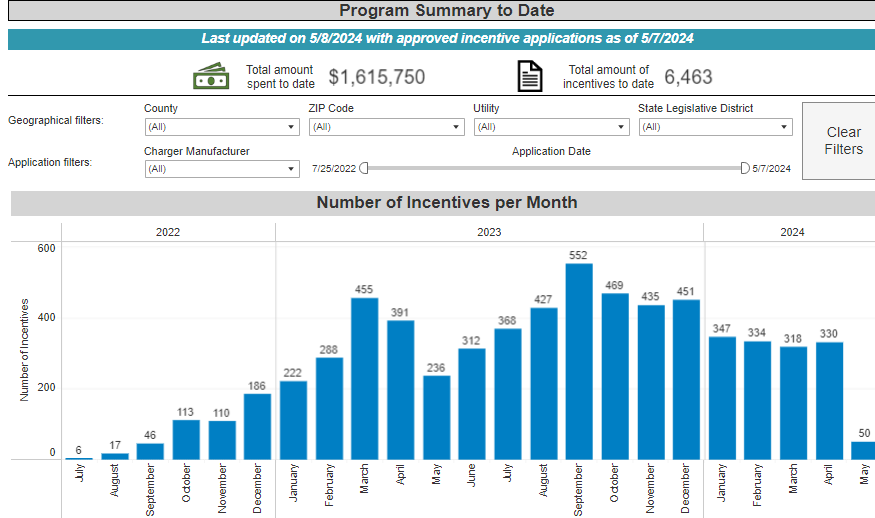 Program Summary to Date
Last updated on 5/8/2024 with approved incentive applications as of 5/7/2024
Total amount spent to date $1,615,750
Total amount of incentives to date 6,463
Geographical filters:
County
(All)
ZIP Code
(All)
Utility
(All)
State Legislative District
(All)
Clear
Filters
Application filters:
Charger Manufacturer
(All)
Application Date
7/25/2022
5/7/2024
Number of Incentives per Month
2022 2023 2024
Number of Incentives
600
400
200
0
6 17 46 113 110 186 222 288 455 391 236 312 368 427 552 469 435 451 347 334 318 330 50
July August September October November December January February March April May June July August September October November December January February March April May